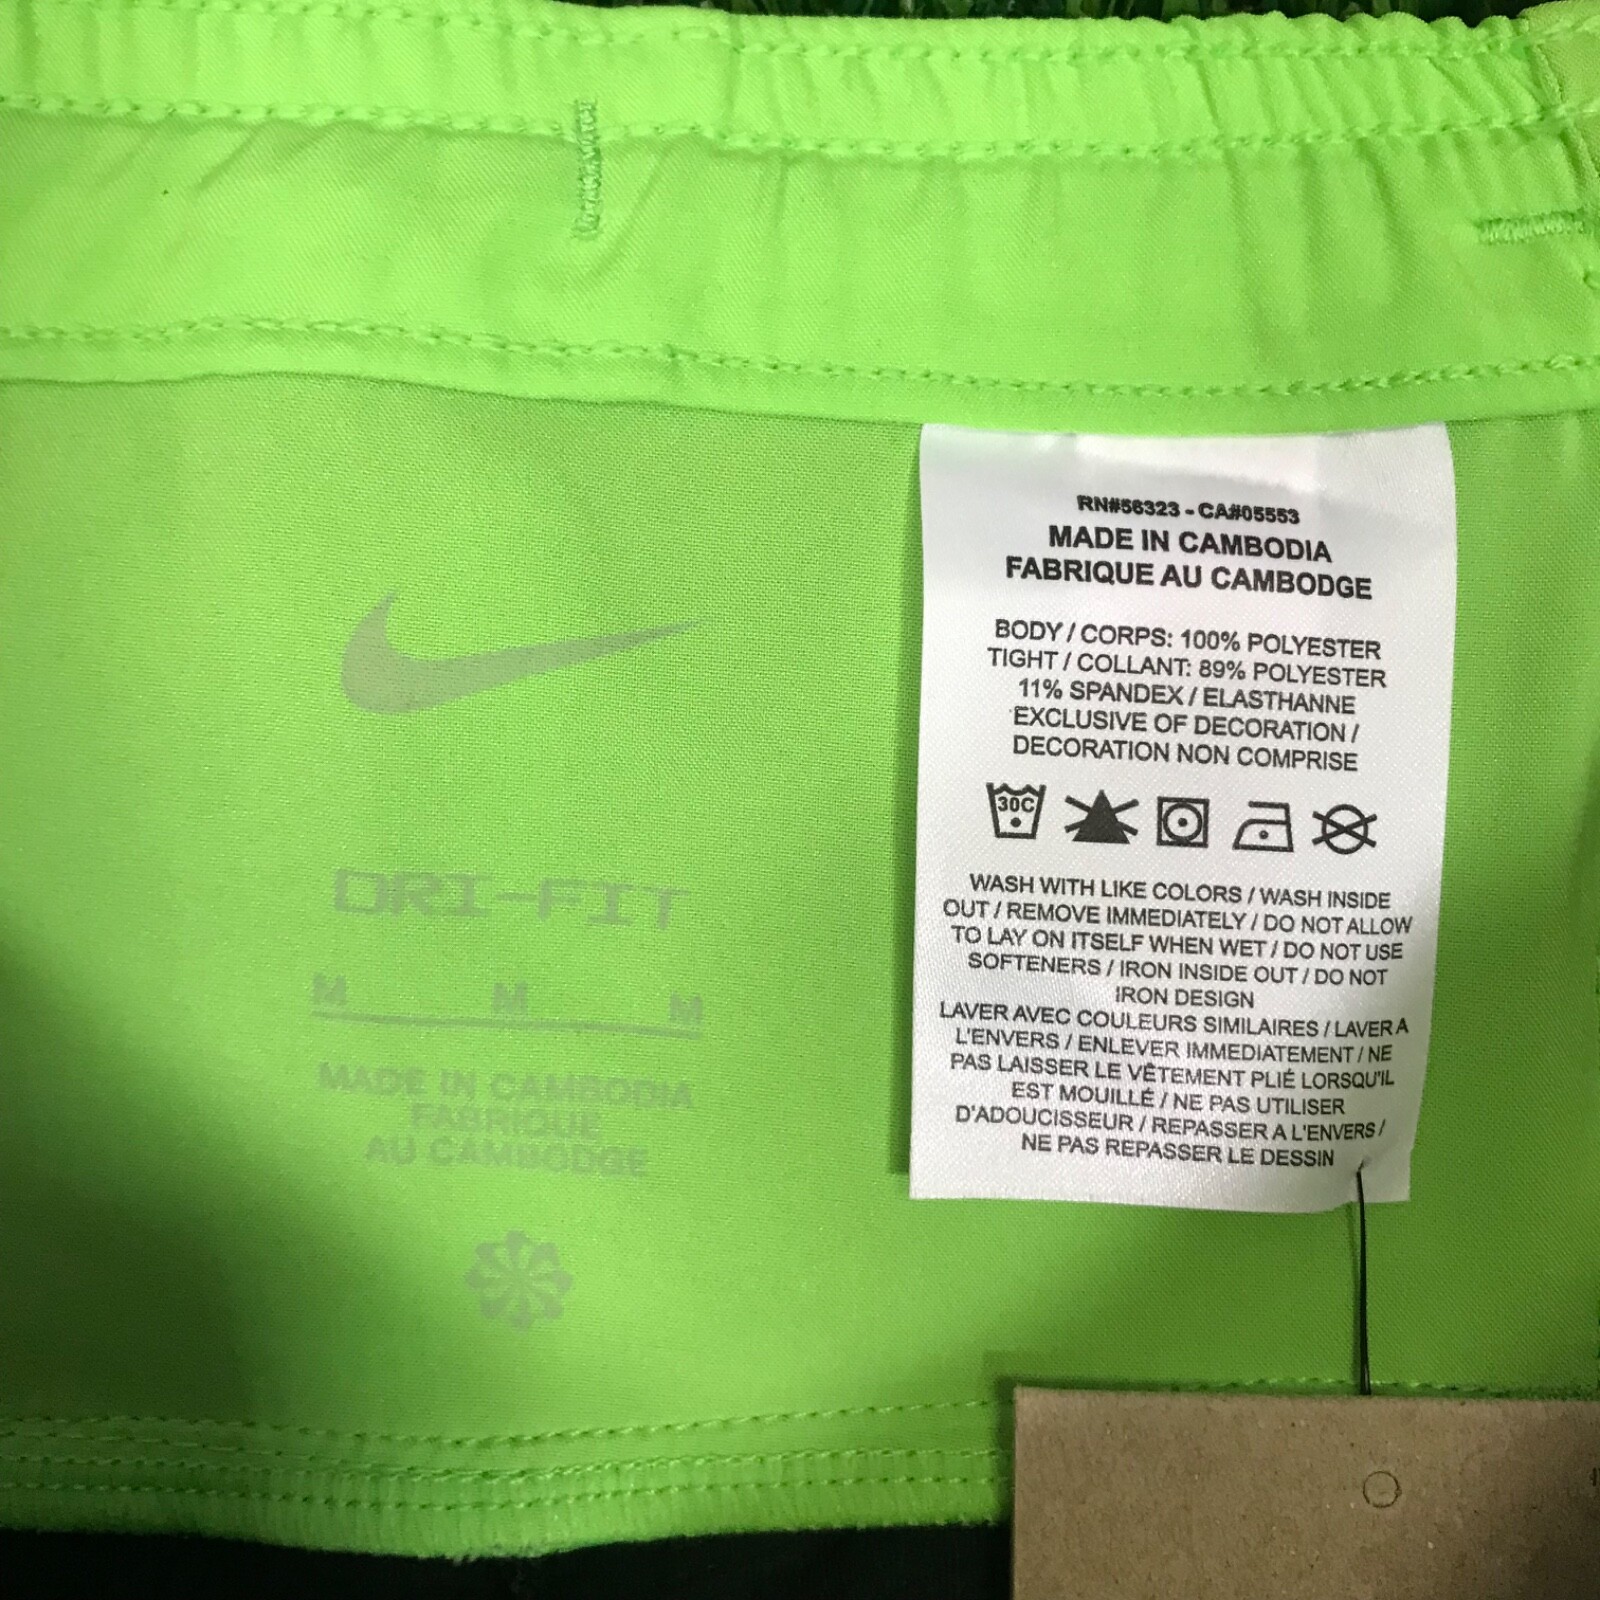 DRI-FIT
M M M
MADE IN CAMBODIA
FABRIQUE
AU CAMBODGE
RN#56323 - CA#05553
MADE IN CAMBODIA
FABRIQUE AU CAMBODGE
BODY / CORPS: 100% POLYESTER
TIGHT / COLLANT: 89% POLYESTER
11% SPANDEX / ELASTHANNE
EXCLUSIVE OF DECORATION /
DECORATION NON COMPRISE
30C
WASH WITH LIKE COLORS / WASH INSIDE
OUT / REMOVE IMMEDIATELY / DO NOT ALLOW
TO LAY ON ITSELF WHEN WET / DO NOT USE
SOFTENERS / IRON INSIDE OUT / DO NOT
IRON DESIGN
LAVER AVEC COULEURS SIMILAIRES / LAVER A
L'ENVERS / ENLEVER IMMEDIATEMENT / NE
PAS LAISSER LE VÊTEMENT PLIÉ LORSQU'IL
EST MOUILLÉ / NE PAS UTILISER
D'ADOUCISSEUR / REPASSER A L'ENVERS /
NE PAS REPASSER LE DESSIN